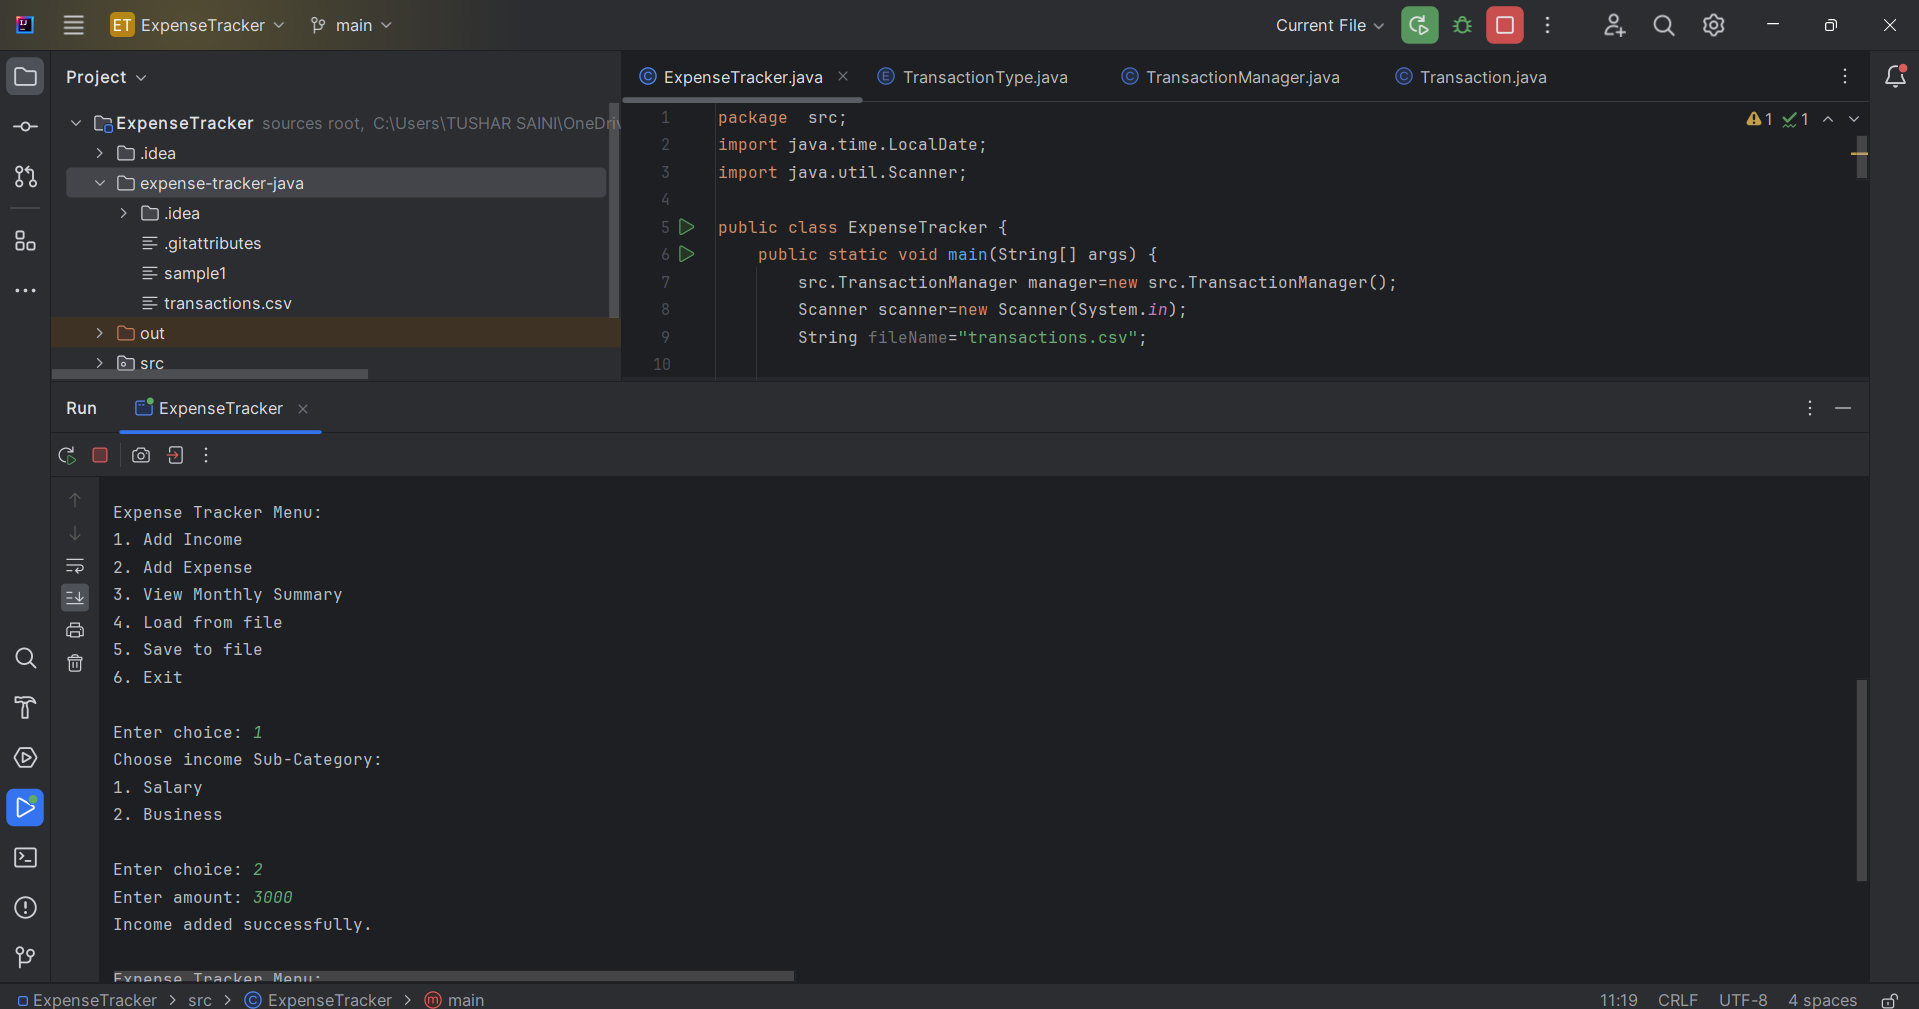 ET ExpenseTracker main Current File
Project
ExpenseTracker sources root, C:\Users\TUSHAR SAINI\OneDriv
.idea
expense-tracker-java
.idea
.gitattributes
sample1
transactions.csv
out
src
ExpenseTracker.java TransactionType.java TransactionManager.java Transaction.java
1 package  src;
2 import java.time.LocalDate;
3 import java.util.Scanner;
4
5 public class ExpenseTracker {
6 public static void main(String[] args) {
7 src.TransactionManager manager=new src.TransactionManager();
8 Scanner scanner=new Scanner(System.in);
9 String fileName="transactions.csv";
10
1 1
Run ExpenseTracker
Expense Tracker Menu:
1. Add Income
2. Add Expense
3. View Monthly Summary
4. Load from file
5. Save to file
6. Exit
Enter choice: 1
Choose income Sub-Category:
1. Salary
2. Business
Enter choice: 2
Enter amount: 3000
Income added successfully.
Expense Tracker Menu:
ExpenseTracker > src > ExpenseTracker > main 11:19 CRLF UTF-8 4 spaces